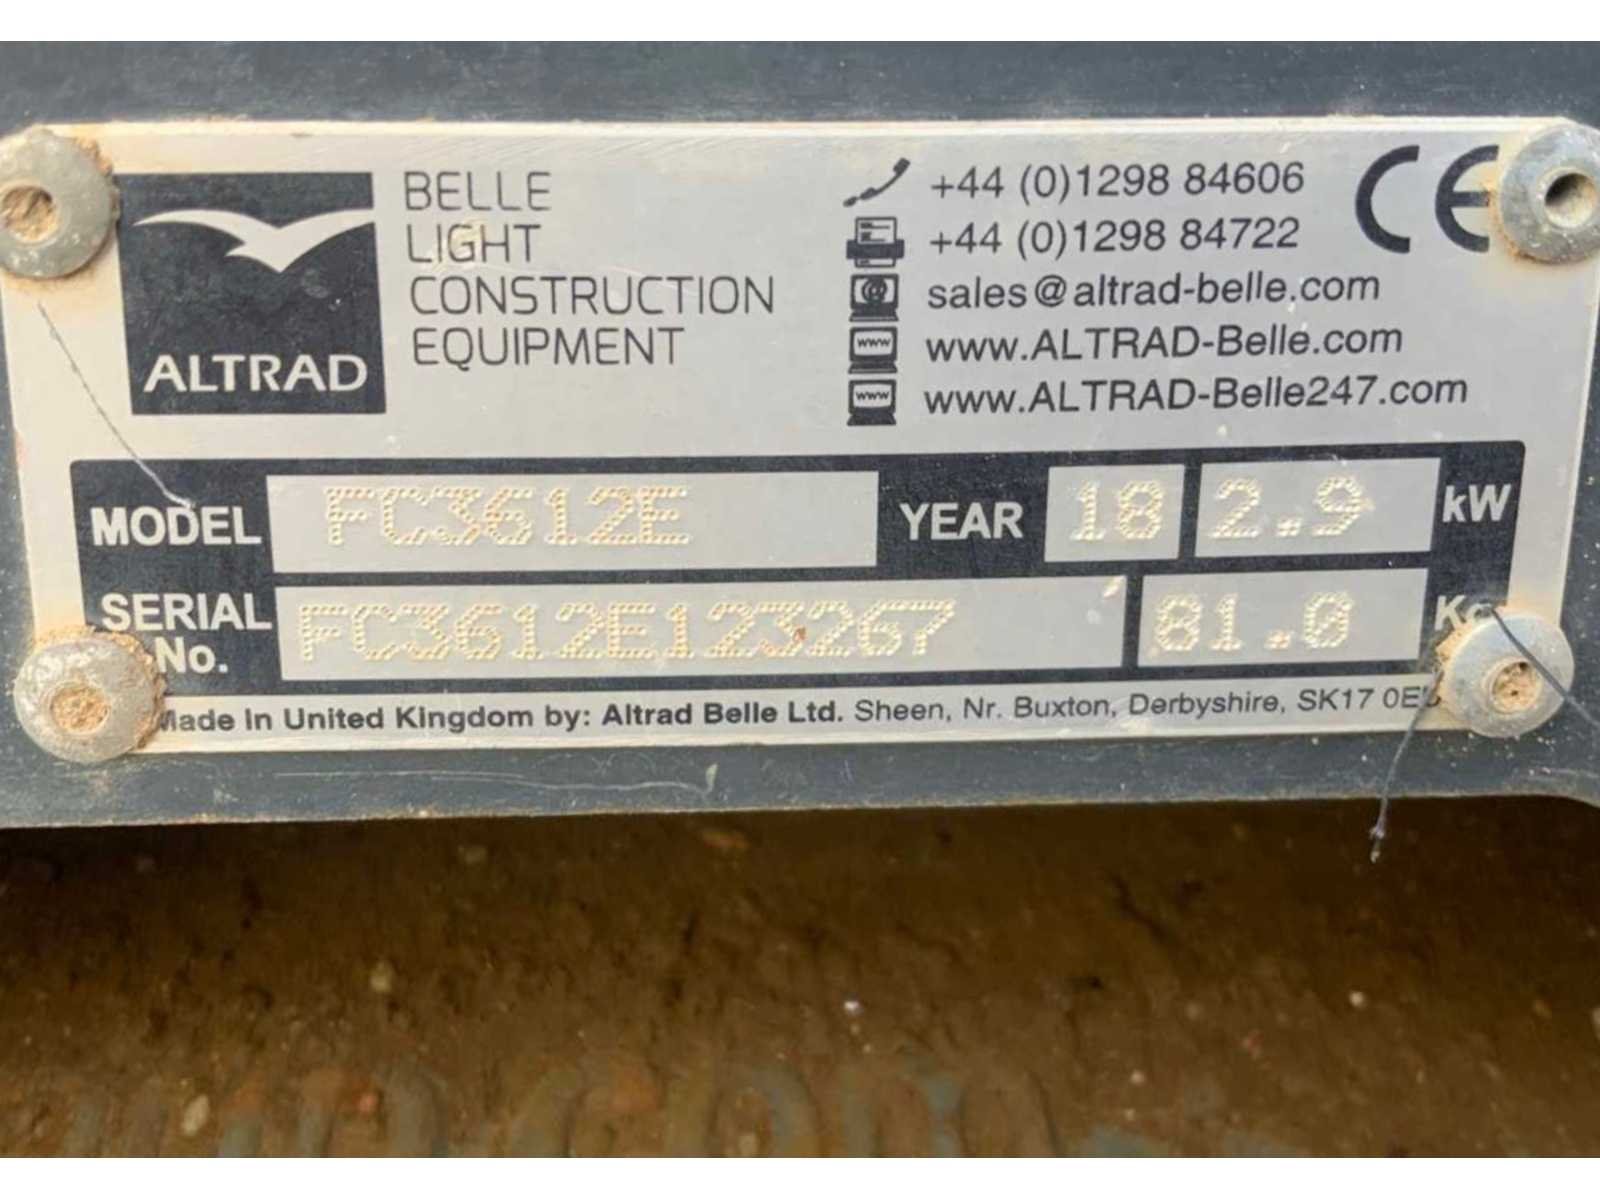 ALTRAD
BELLE
LIGHT
CONSTRUCTION
EQUIPMENT
+44 (0)1298 84606
+44 (0)1298 84722
sales@altrad-belle.com
www.ALTRAD-Belle.com
www.ALTRAD-Belle247.com
CE
MODEL FC3612E YEAR 18 2.9 kW
SERIAL No. FC3612E123267 81.0
Made in United Kingdom by: Altrad Belle Ltd. Sheen, Nr. Buxton, Derbyshire, SK17